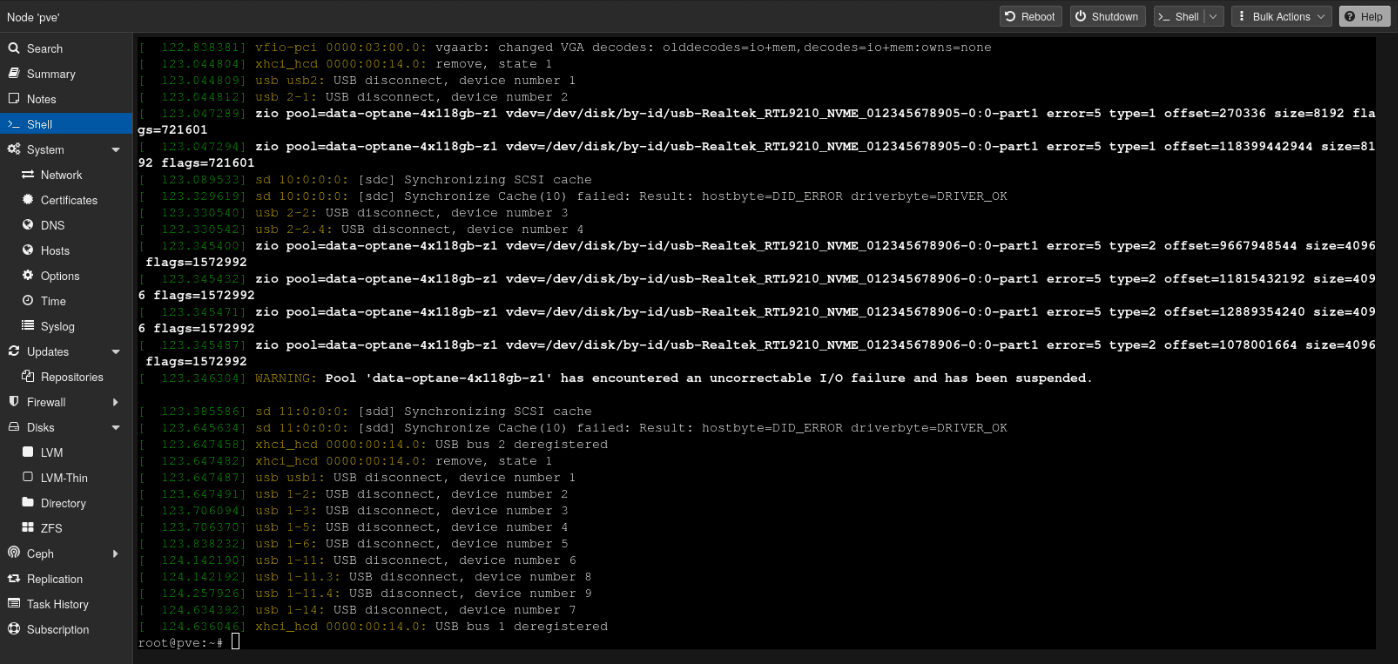 Node 'pve'
Reboot
Shutdown
Shell
Bulk Actions
Help
Search
Summary
Notes
Shell
System
Network
Certificates
DNS
Hosts
Options
Time
Syslog
Updates
Repositories
Firewall
Disks
LVM
LVM-Thin
Directory
ZFS
Ceph
Replication
Task History
Subscription
[  122.838381] vfio-pci 0000:03:00.0: vgaarb: changed VGA decodes: olddecodes=io+mem,decodes=io+mem:owns=none
[  123.044804] xhci_hcd 0000:00:14.0: remove, state 1
[  123.044809] usb usb2: USB disconnect, device number 1
[  123.044812] usb 2-1: USB disconnect, device number 2
[  123.047289] zio pool=data-optane-4x118gb-z1 vdev=/dev/disk/by-id/usb-Realtek_RTL9210_NVME_012345678905-0:0-part1 error=5 type=1 offset=270336 size=8192 fla
gs=721601
[  123.047294] zio pool=data-optane-4x118gb-z1 vdev=/dev/disk/by-id/usb-Realtek_RTL9210_NVME_012345678905-0:0-part1 error=5 type=1 offset=118399442944 size=81
92 flags=721601
[  123.089533] sd 10:0:0:0: [sdc] Synchronizing SCSI cache
[  123.329619] sd 10:0:0:0: [sdc] Synchronize Cache(10) failed: Result: hostbyte=DID_ERROR driverbyte=DRIVER_OK
[  123.330540] usb 2-2: USB disconnect, device number 3
[  123.330542] usb 2-2.4: USB disconnect, device number 4
[  123.345400] zio pool=data-optane-4x118gb-z1 vdev=/dev/disk/by-id/usb-Realtek_RTL9210_NVME_012345678906-0:0-part1 error=5 type=2 offset=9667948544 size=4096
 flags=1572992
[  123.345432] zio pool=data-optane-4x118gb-z1 vdev=/dev/disk/by-id/usb-Realtek_RTL9210_NVME_012345678906-0:0-part1 error=5 type=2 offset=11815432192 size=409
6 flags=1572992
[  123.345471] zio pool=data-optane-4x118gb-z1 vdev=/dev/disk/by-id/usb-Realtek_RTL9210_NVME_012345678906-0:0-part1 error=5 type=2 offset=12889354240 size=409
6 flags=1572992
[  123.345487] zio pool=data-optane-4x118gb-z1 vdev=/dev/disk/by-id/usb-Realtek_RTL9210_NVME_012345678906-0:0-part1 error=5 type=2 offset=1078001664 size=4096
 flags=1572992
[  123.346304] WARNING: Pool 'data-optane-4x118gb-z1' has encountered an uncorrectable I/O failure and has been suspended.
[  123.385586] sd 11:0:0:0: [sdd] Synchronizing SCSI cache
[  123.645634] sd 11:0:0:0: [sdd] Synchronize Cache(10) failed: Result: hostbyte=DID_ERROR driverbyte=DRIVER_OK
[  123.647458] xhci_hcd 0000:00:14.0: USB bus 2 deregistered
[  123.647482] xhci_hcd 0000:00:14.0: remove, state 1
[  123.647487] usb usb1: USB disconnect, device number 1
[  123.647491] usb 1-2: USB disconnect, device number 2
[  123.706094] usb 1-3: USB disconnect, device number 3
[  123.706370] usb 1-5: USB disconnect, device number 4
[  123.838232] usb 1-6: USB disconnect, device number 5
[  124.142190] usb 1-11: USB disconnect, device number 6
[  124.142192] usb 1-11.3: USB disconnect, device number 8
[  124.257926] usb 1-11.4: USB disconnect, device number 9
[  124.634392] usb 1-14: USB disconnect, device number 7
[  124.636046] xhci_hcd 0000:00:14.0: USB bus 1 deregistered
root@pve:~#